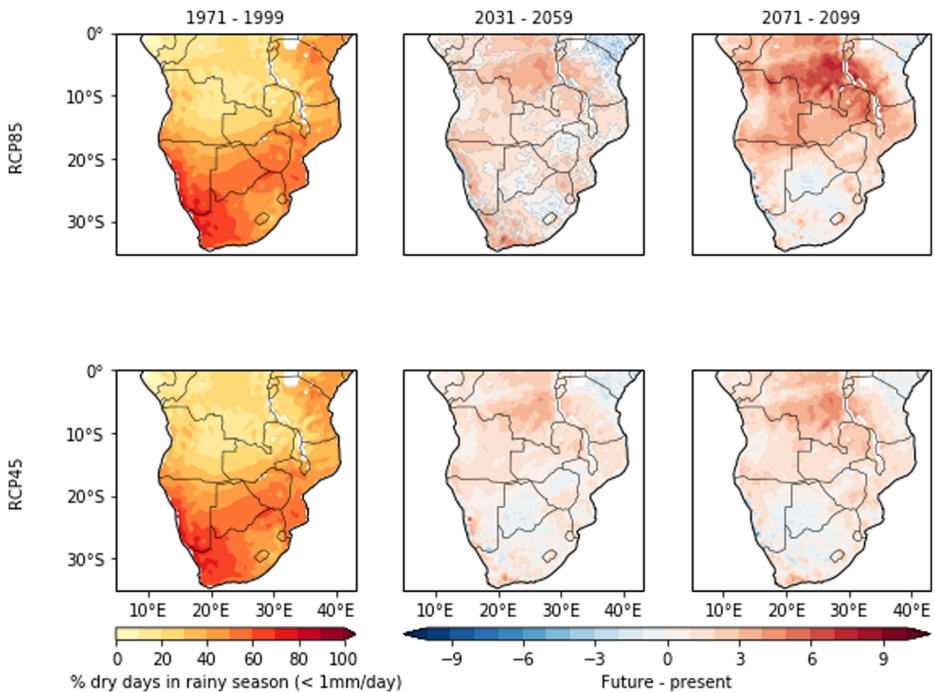 1971 - 1999
2031 - 2059
2071 - 2099
RCP85
0°
10°S
20°S
30°S
RCP45
0°
10°S
20°S
30°S
10°E 20°E 30°E 40°E
10°E 20°E 30°E 40°E
10°E 20°E 30°E 40°E
0 20 40 60 80 100
−9 −6 −3 0 3 6 9
% dry days in rainy season (< 1mm/day)
Future - present